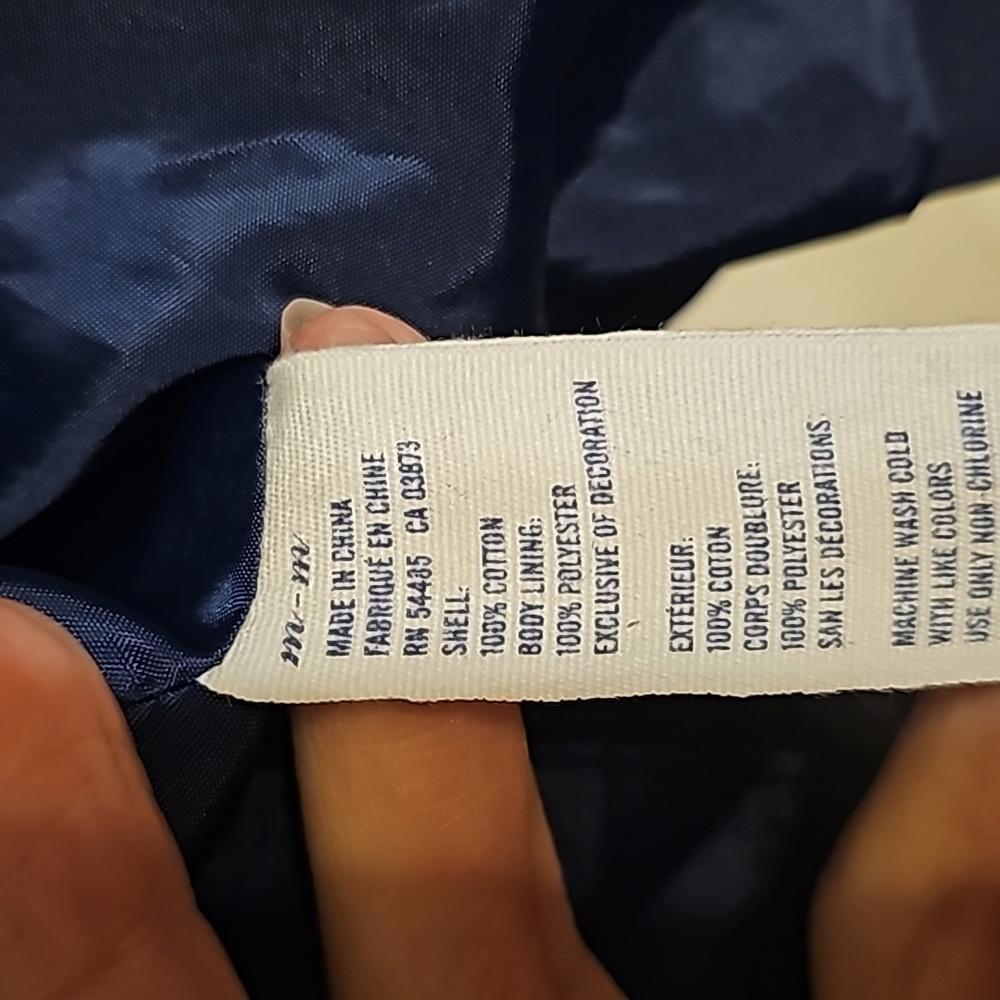 m-m
MADE IN CHINA
FABRIQUÉ EN CHINE
RN 54485 CA 03873
SHELL:
100% COTTON
BODY LINING:
100% POLYESTER
EXCLUSIVE OF DECORATION
EXTÉRIEUR:
100% COTON
CORPS DOUBLURE:
100% POLYESTER
SAN LES DÉCORATIONS
MACHINE WASH COLD
WITH LIKE COLORS
USE ONLY NON-CHLORINE